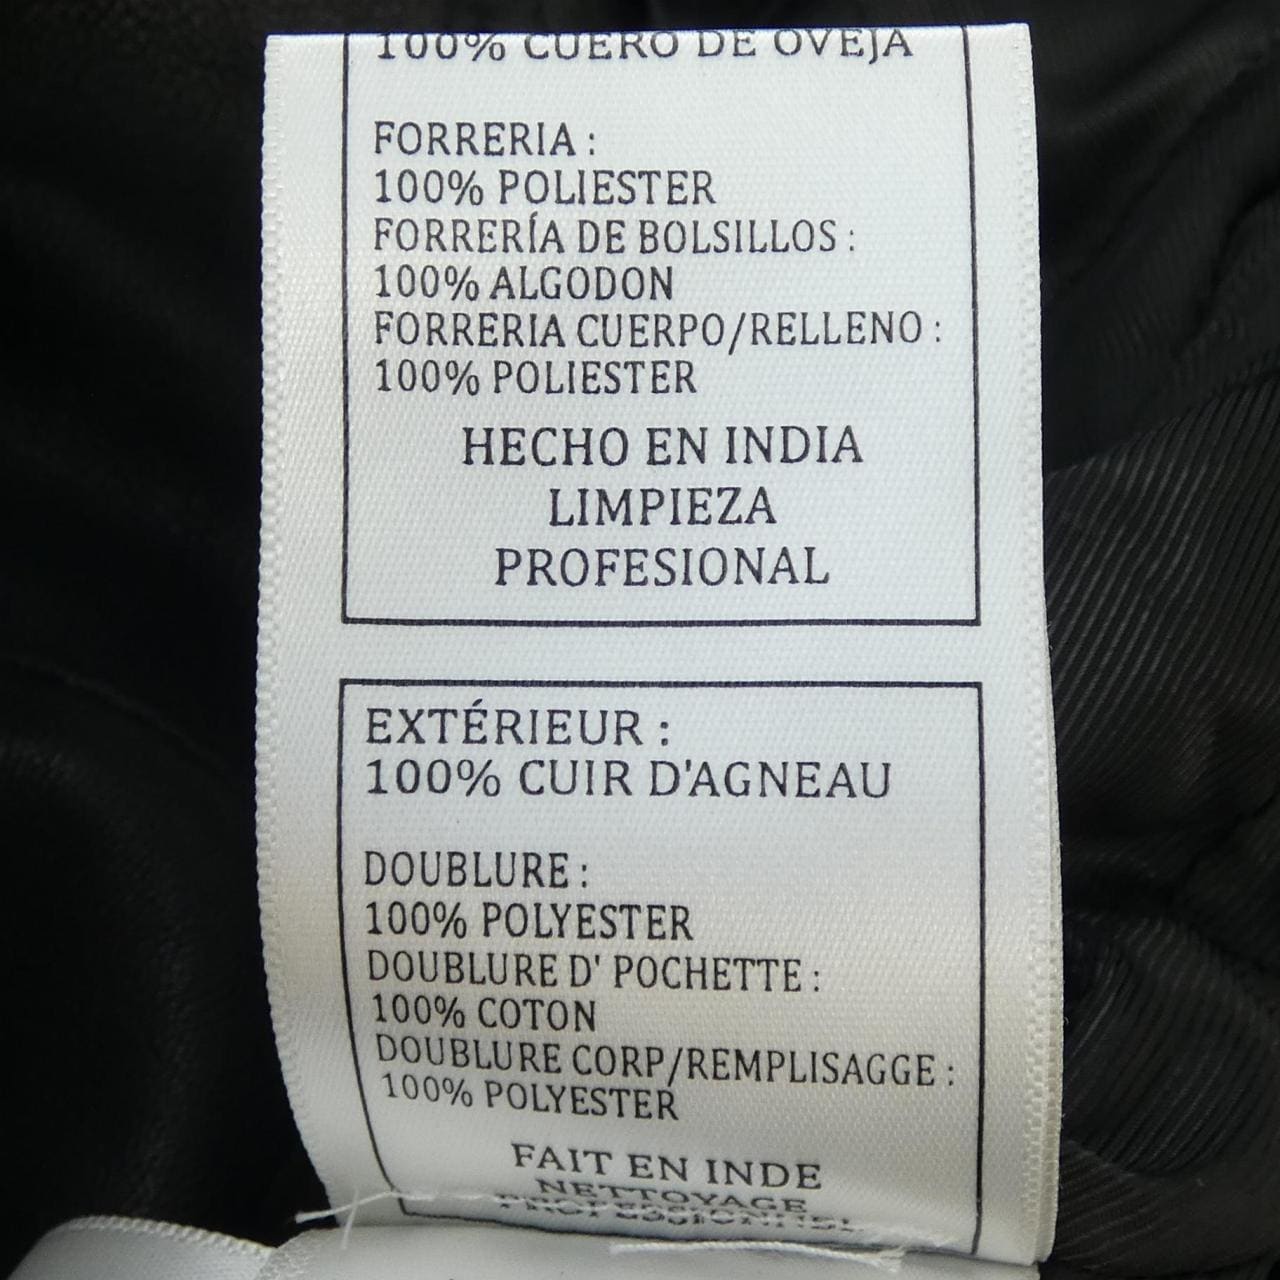 100% CUERO DE OVEJA
FORRERIA :
100% POLIESTER
FORRERÍA DE BOLSILLOS :
100% ALGODON
FORRERIA CUERPO/RELLENO :
100% POLIESTER
HECHO EN INDIA
LIMPIEZA
PROFESIONAL
EXTÉRIEUR :
100% CUIR D'AGNEAU
DOUBLURE :
100% POLYESTER
DOUBLURE D' POCHETTE :
100% COTON
DOUBLURE CORP/REMPLISAGGE :
100% POLYESTER
FAIT EN INDE
NETTOYAGE